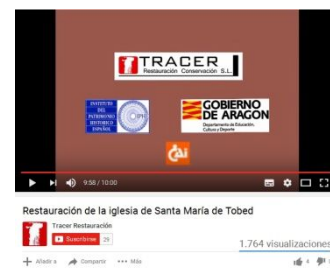 TRACER
Restauración Conservación S.L.
INSTITUTO
DEL
PATRIMONIO
HISTÓRICO
ESPAÑOL
GOBIERNO
DE ARAGON
Departamento de Educación,
Cultura y Deporte
cai
9:58 / 10:00
Restauración de la iglesia de Santa María de Tobed
Tracer Restauración
Suscribirse 29
1.764 visualizaciones
Añadir a Compartir Más
4